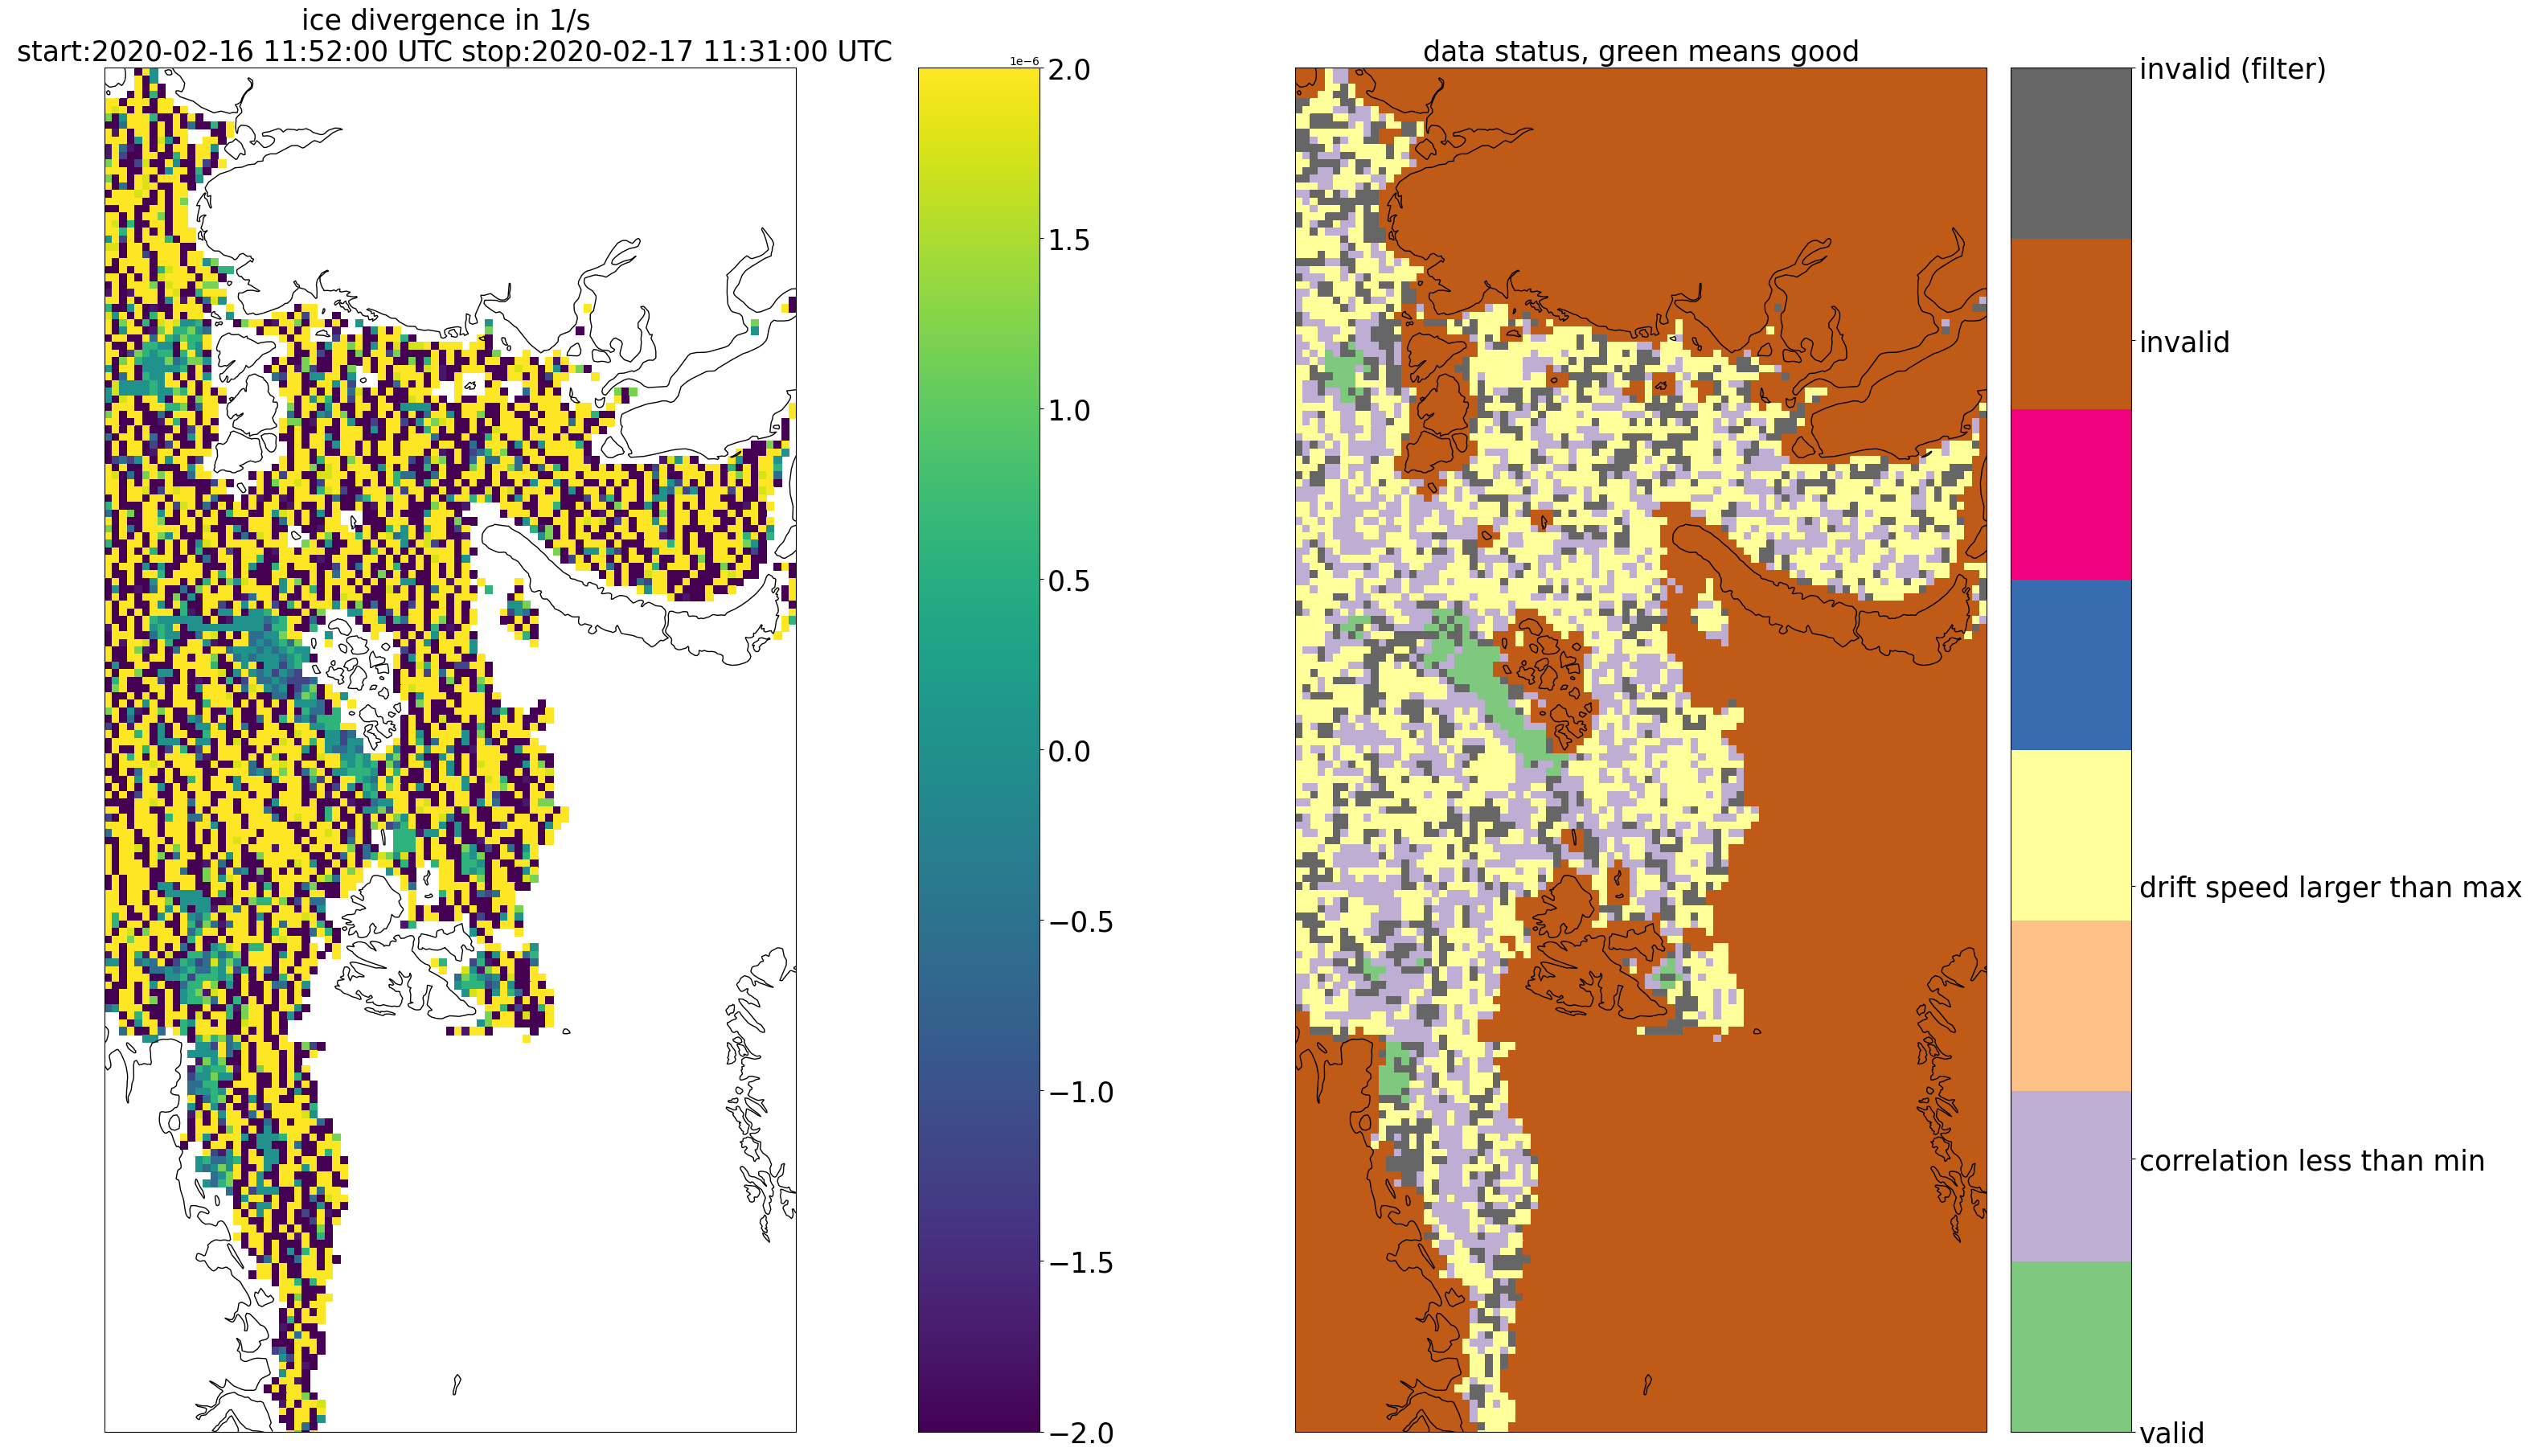 ice divergence in 1/s
start:2020-02-16 11:52:00 UTC stop:2020-02-17 11:31:00 UTC
1e−6
2.0
1.5
1.0
0.5
0.0
−0.5
−1.0
−1.5
−2.0
data status, green means good
invalid (filter)
invalid
drift speed larger than max
correlation less than min
valid